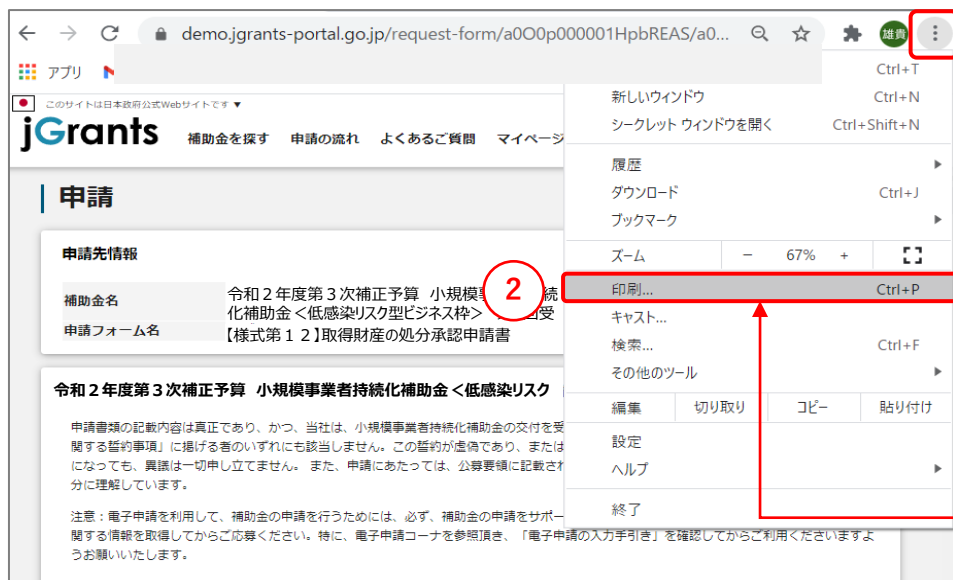 demo.jgrants-portal.go.jp/request-form/a0O0p000001HpbREAS/a0...
雄貴
アプリ
Ctrl+T
新しいウィンドウ Ctrl+N
シークレット ウィンドウを開く Ctrl+Shift+N
履歴
ダウンロード Ctrl+J
ブックマーク
ズーム － 67% +
印刷... Ctrl+P
キャスト...
検索... Ctrl+F
その他のツール
編集 切り取り コピー 貼り付け
設定
ヘルプ
終了
このサイトは日本政府公式Webサイトです ▼
jGrants 補助金を探す 申請の流れ よくあるご質問 マイページ
申請
申請先情報
補助金名 令和２年度第３次補正予算 小規模事 続
化補助金＜低感染リスク型ビジネス枠＞ 受
申請フォーム名 【様式第１２】取得財産の処分承認申請書
2
令和２年度第３次補正予算 小規模事業者持続化補助金＜低感染リスク
申請書類の記載内容は真正であり、かつ、当社は、小規模事業者持続化補助金の交付を受
関する誓約事項」に掲げる者のいずれにも該当しません。この誓約が虚偽であり、または
になっても、異議は一切申し立てません。 また、申請にあたっては、公募要領に記載され
分に理解しています。
注意：電子申請を利用して、補助金の申請を行うためには、必ず、補助金の申請をサポー
関する情報を取得してからご応募ください。特に、電子申請コーナを参照頂き、「電子申請の入力手引き」を確認してからご利用くださいますよ
うお願いいたします。